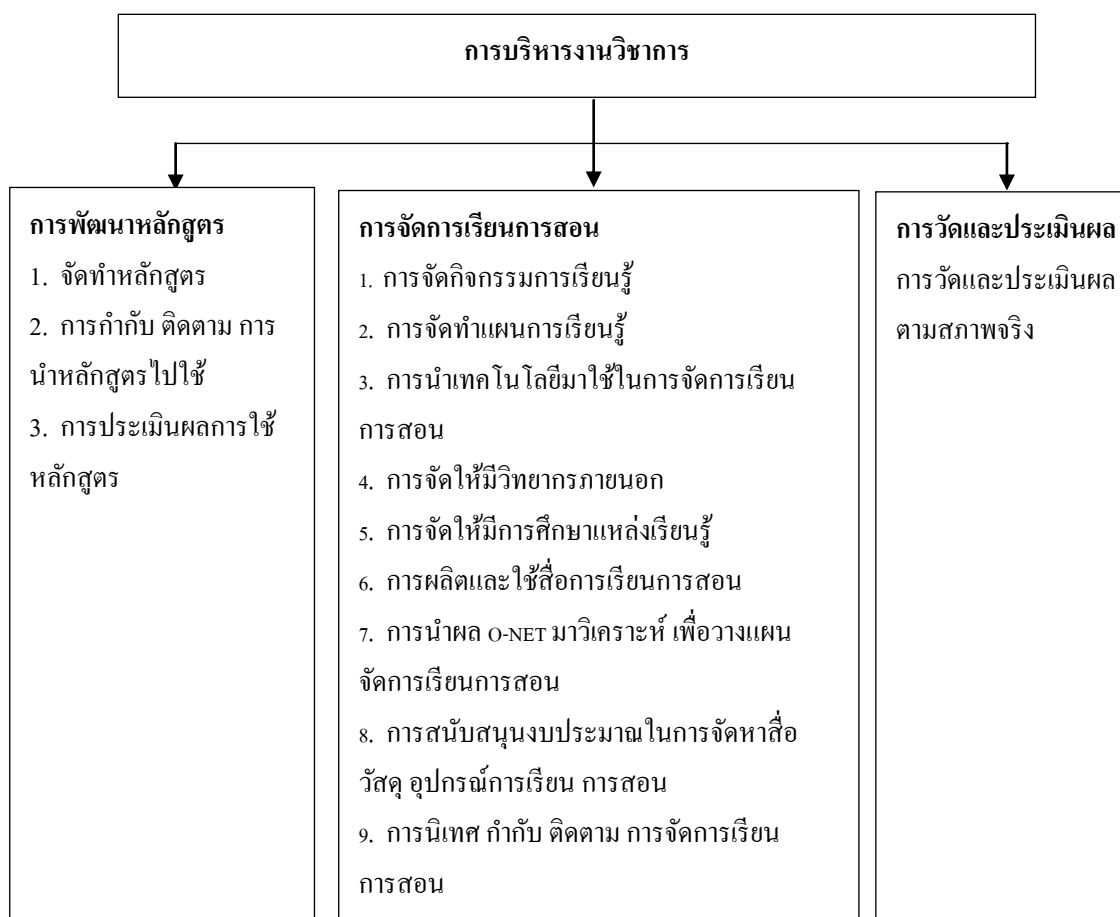 การบริหารงานวิชาการ
การพัฒนาหลักสูตร
1. จัดทำหลักสูตร
2. การกำกับ ติดตาม การ
นำหลักสูตรไปใช้
3. การประเมินผลการใช้
หลักสูตร
การจัดการเรียนการสอน
1. การจัดกิจกรรมการเรียนรู้
2. การจัดทำแผนการเรียนรู้
3. การนำเทคโนโลยีมาใช้ในการจัดการเรียน
การสอน
4. การจัดให้มีวิทยากรภายนอก
5. การจัดให้มีการศึกษาแหล่งเรียนรู้
6. การผลิตและใช้สื่อการเรียนการสอน
7. การนำผล O-NET มาวิเคราะห์ เพื่อวางแผน
จัดการเรียนการสอน
8. การสนับสนุนงบประมาณในการจัดหาสื่อ
วัสดุ อุปกรณ์การเรียน การสอน
9. การนิเทศ กำกับ ติดตาม การจัดการเรียน
การสอน
การวัดและประเมินผล
การวัดและประเมินผล
ตามสภาพจริง